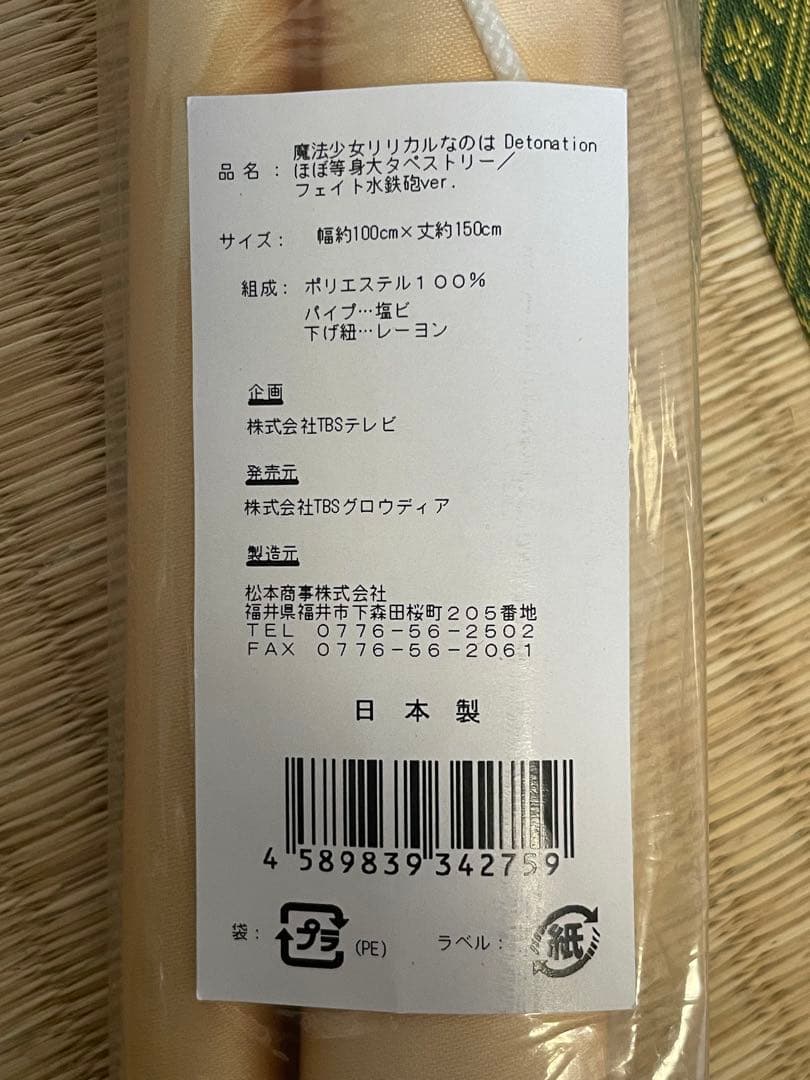 品名: 魔法少女リリカルなのは Detonation
ほぼ等身大タペストリー／
フェイト水鉄砲ver.
サイズ: 幅約100cm×丈約150cm
組成: ポリエステル１００％
パイプ…塩ビ
下げ紐…レーヨン
企画
株式会社TBSテレビ
発売元
株式会社TBSグロウディア
製造元
松本商事株式会社
福井県福井市下森田桜町２０５番地
ＴＥＬ　０７７６－５６－２５０２
ＦＡＸ　０７７６－５６－２０６１
日本製
4 589839 342759
袋: プラ (PE) ラベル: 紙